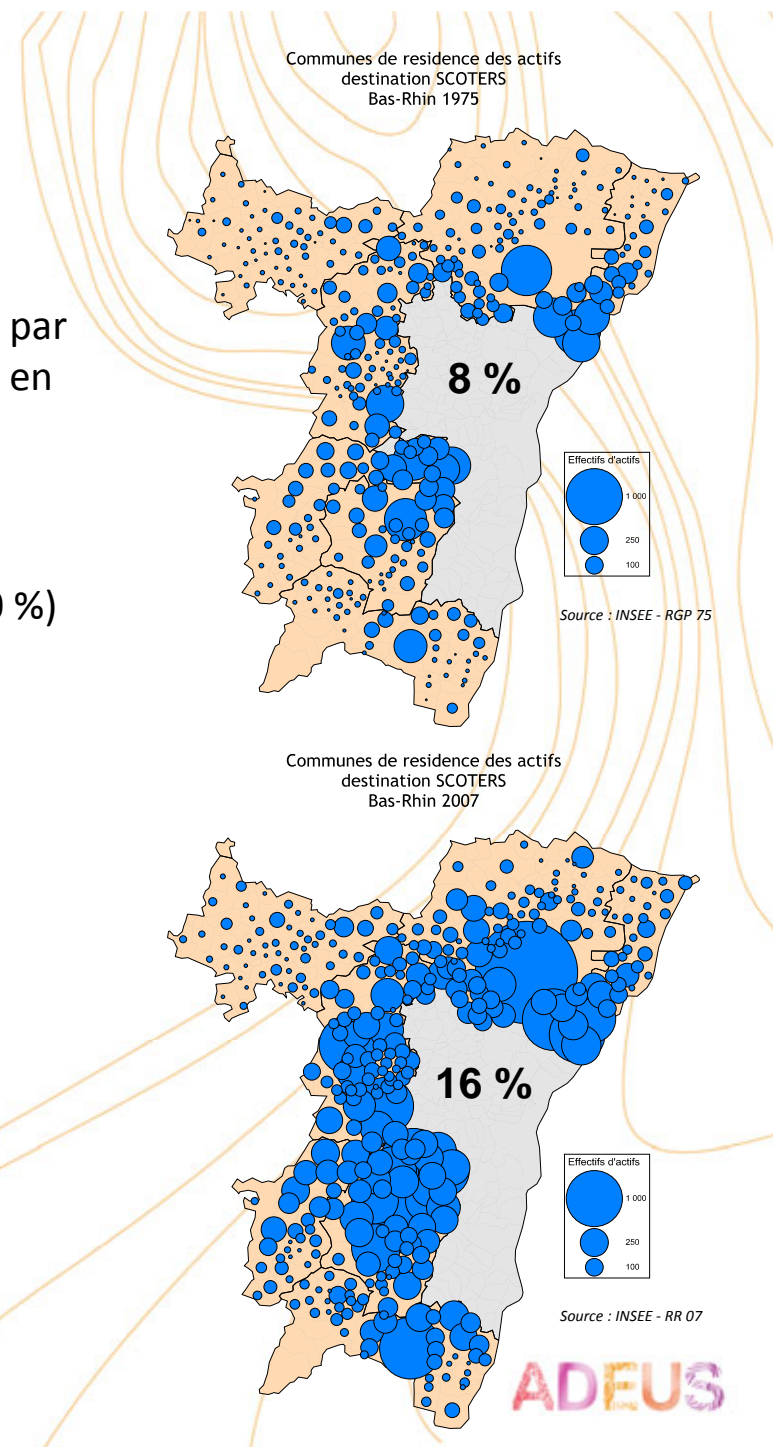 Communes de residence des actifs
destination SCOTERS
Bas-Rhin 1975
par
en
8 %
Effectifs d'actifs
1 000
250
100
%)
Source : INSEE - RGP 75
Communes de residence des actifs
destination SCOTERS
Bas-Rhin 2007
16 %
Effectifs d'actifs
1 000
250
100
Source : INSEE - RR 07
ADEUS